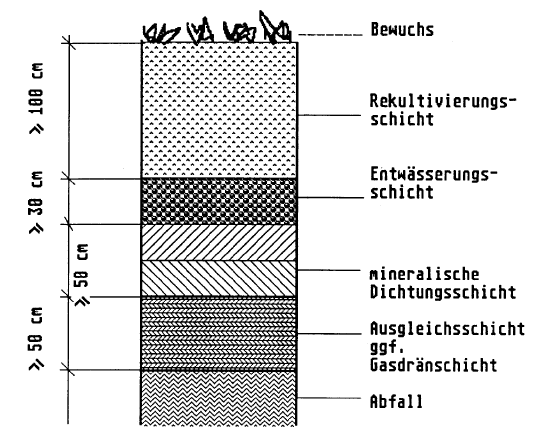 Bewuchs
≥ 100 cm
Rekultivierungs-
schicht
Entwässerungs-
schicht
≥ 30 cm
≥ 50 cm
mineralische
Dichtungsschicht
≥ 50 cm
Ausgleichsschicht
ggf.
Gasdränschicht
Abfall